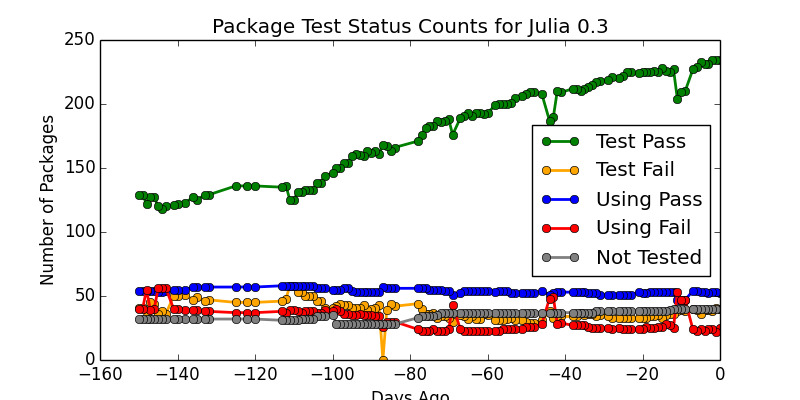 Package Test Status Counts for Julia 0.3
250
200
150
100
50
0
Number of Packages
Test Pass
Test Fail
Using Pass
Using Fail
Not Tested
−160 −140 −120 −100 −80 −60 −40 −20 0
Days Ago